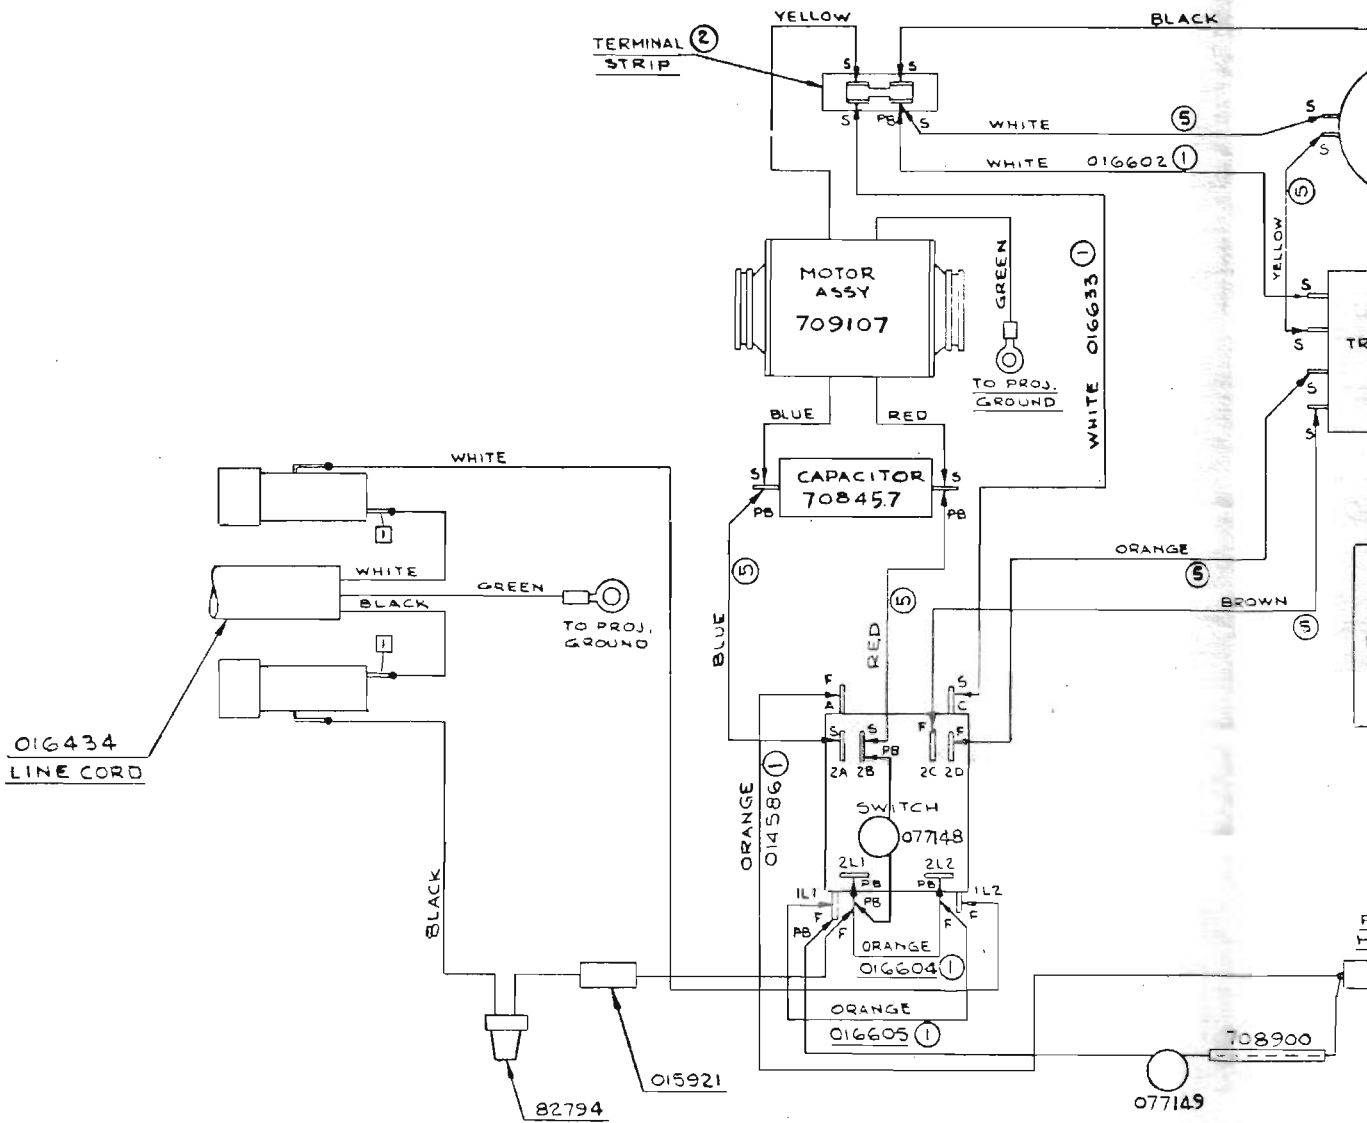 YELLOW
BLACK
TERMINAL 2
STRIP
S
S
S
PB
S
WHITE
5
S
WHITE 016602 1
S
5
YELLOW
GREEN
MOTOR
ASSY
709107
WHITE 016633 1
S
S
TR
S
S
TO PROJ.
GROUND
BLUE
RED
WHITE
S
CAPACITOR
708457
S
PB
PB
1
WHITE
GREEN
BLACK
TO PROJ.
GROUND
1
5
5
ORANGE
5
BROWN
5
BLUE
RED
F
A
S
C
016434
LINE CORD
S
S
PB
F
F
2A
2B
2C
2D
ORANGE
014586 1
SWITCH
077148
2L1
2L2
PB
PB
1L1
1L2
F
PB
PB
F
F
F
BLACK
ORANGE
016604 1
ORANGE
016605 1
708900
015921
82794
077149